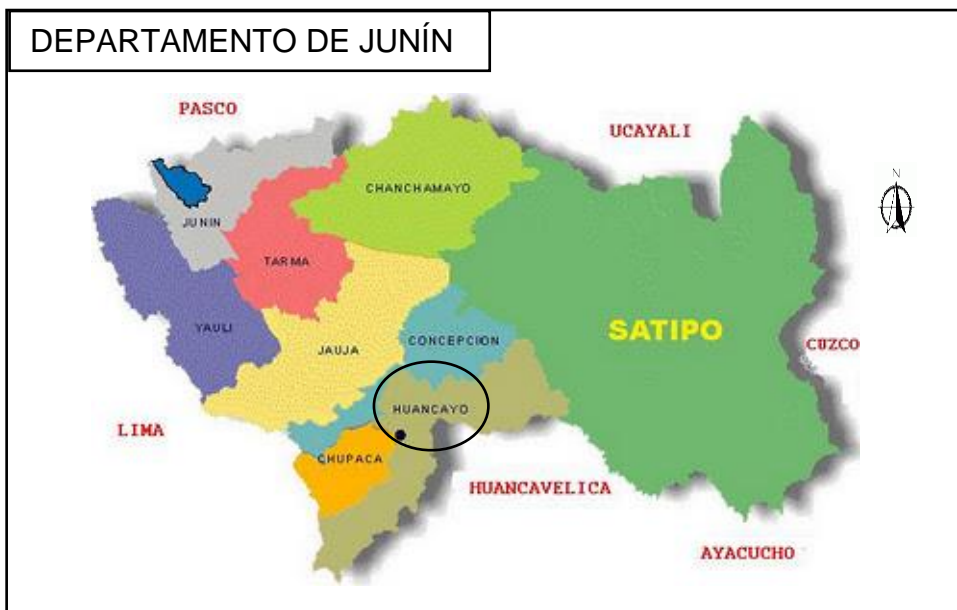 DEPARTAMENTO DE JUNÍN
PASCO
UCAYALI
CHANCHAMAYO
N
JUNIN
TARMA
YAULI
JAUJA
CONCEPCION
SATIPO
CUZCO
HUANCAYO
LIMA
CHUPACA
HUANCAVELICA
AYACUCHO